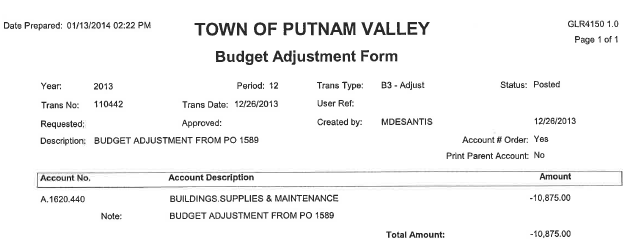 Date Prepared: 01/13/2014 02:22 PM TOWN OF PUTNAM VALLEY GLR4150 1.0
Page 1 of 1
Budget Adjustment Form
Year: 2013 Period: 12 Trans Type: B3 - Adjust Status: Posted
Trans No: 110442 Trans Date: 12/26/2013 User Ref:
Requested: Approved: Created by: MDESANTIS 12/26/2013
Description: BUDGET ADJUSTMENT FROM PO 1589 Account # Order: Yes
Print Parent Account: No
Account No. Account Description Amount
A.1620.440 BUILDINGS.SUPPLIES & MAINTENANCE -10,875.00
Note: BUDGET ADJUSTMENT FROM PO 1589
Total Amount: -10,875.00